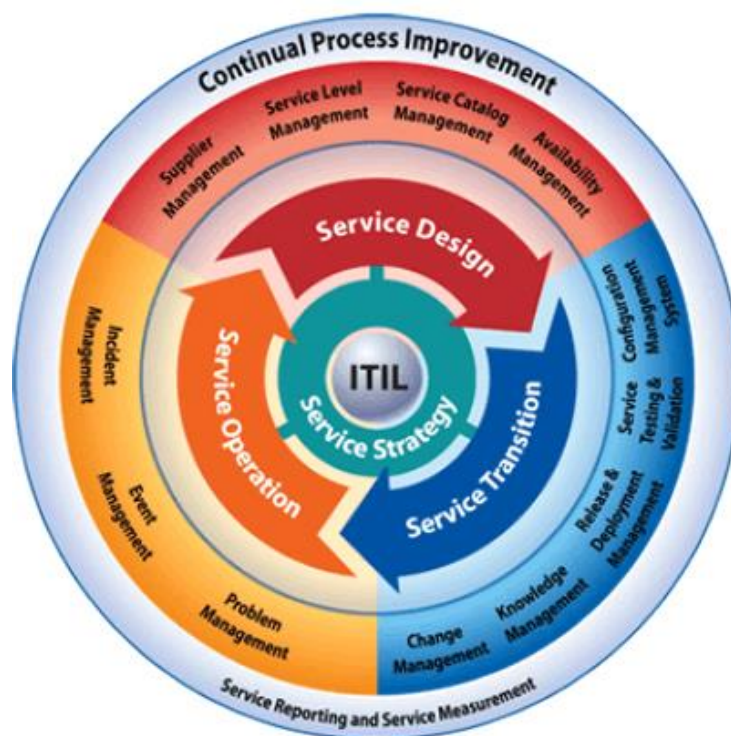 Continual Process Improvement
Supplier
Management
Service Level
Management
Service Catalog
Management
Availability
Management
Configuration
Management
System
Service
Testing &
Validation
Release &
Deployment
Management
Knowledge
Management
Change
Management
Problem
Management
Event
Management
Incident
Management
Service Design
Service Transition
Service Operation
Service Strategy
ITIL
Service Reporting and Service Measurement